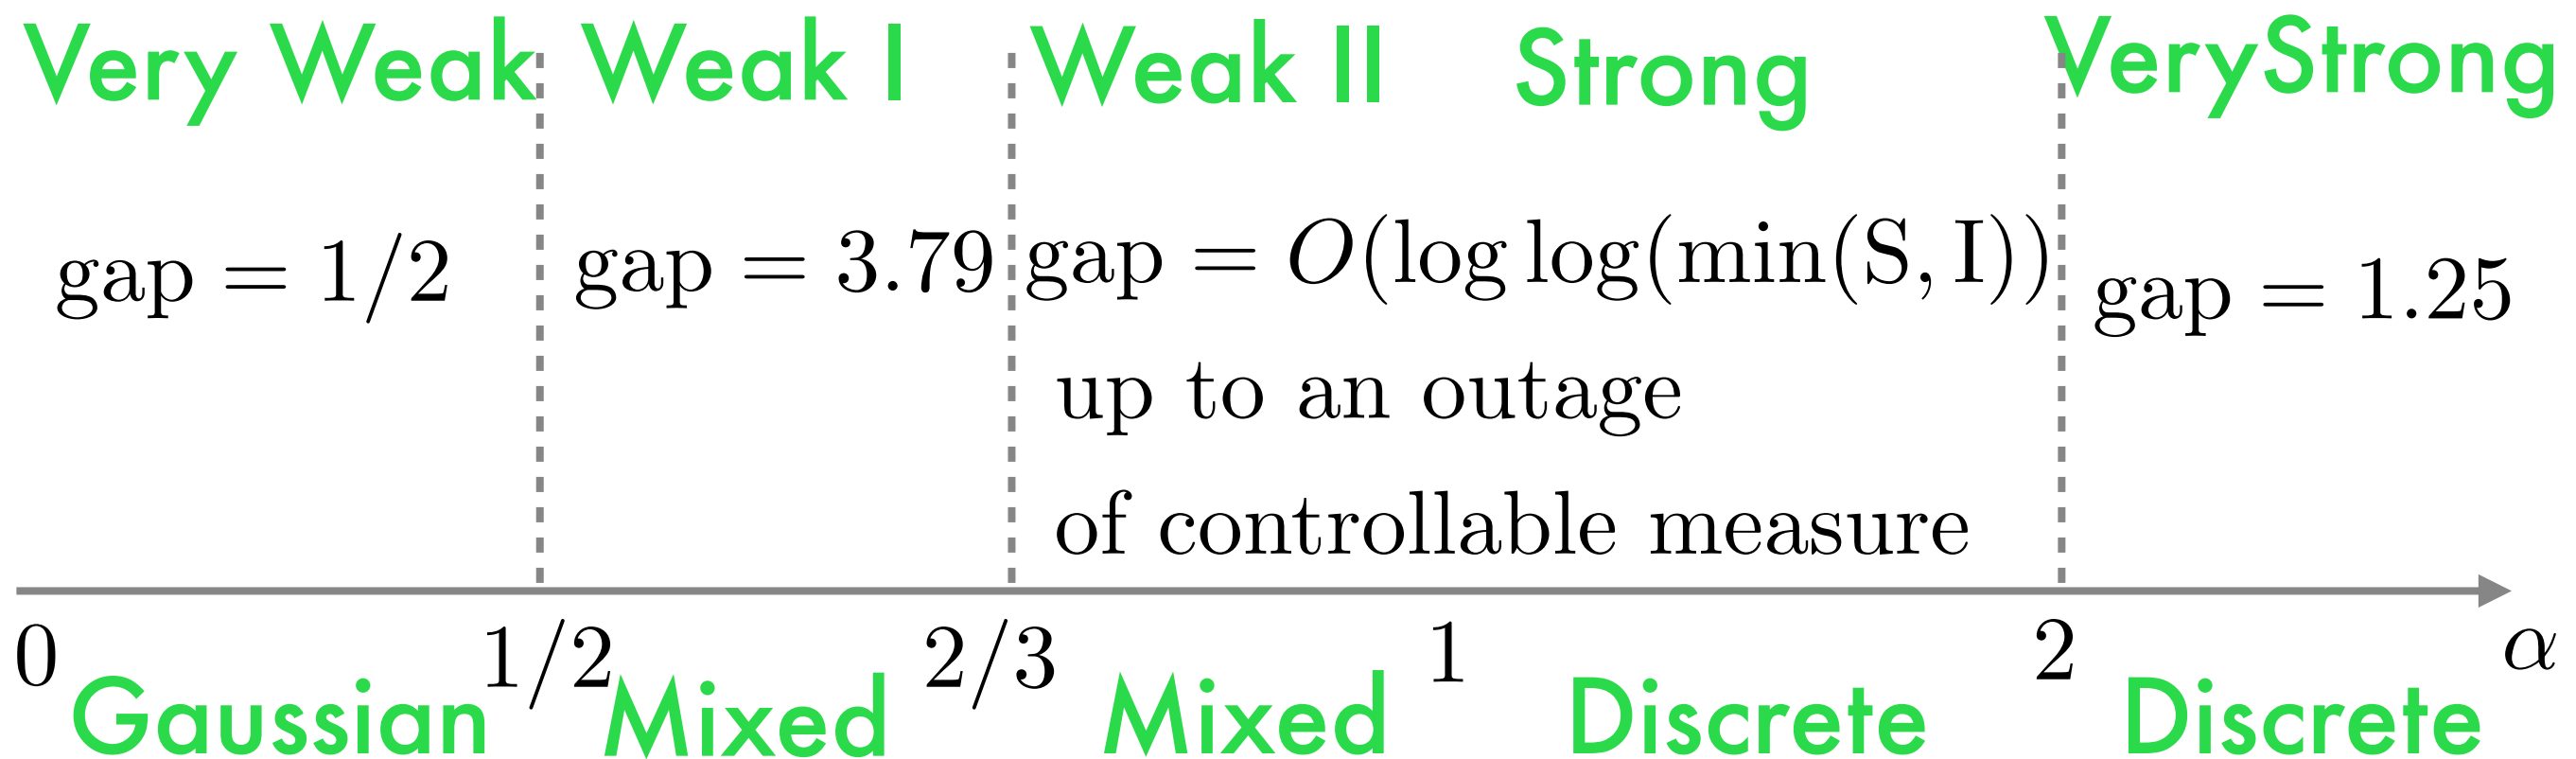 Very Weak Weak I Weak II Strong VeryStrong
gap = 1/2 gap = 3.79 gap = O(log log(min(S, I)) gap = 1.25
up to an outage
of controllable measure
0 1/2 2/3 1 2 α
Gaussian Mixed Mixed Discrete Discrete